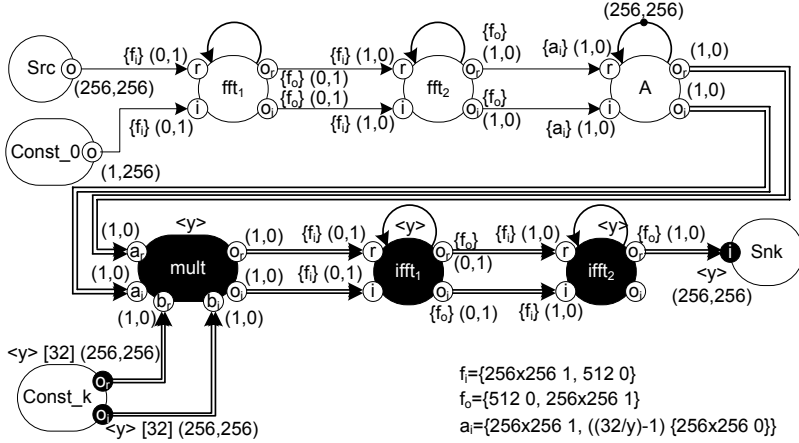 (256,256)
{fₒ}
{fᵢ} (0,1) {fᵢ} (1,0) (1,0) {aᵢ} (1,0) (1,0)
Src o r oᵣ r oᵣ r oᵣ
(256,256) fft₁ {fₒ} (0,1) fft₂ A (1,0)
{fₒ} (0,1) {fₒ}
i oᵢ i oᵢ i oᵢ
Const_0 o {fᵢ} (0,1) {fᵢ} (1,0) (1,0) {aᵢ} (1,0)
(1,256)
<y> <y> <y>
(1,0) (1,0) {fᵢ} (0,1) {fₒ} {fᵢ} (1,0) {fₒ} (1,0)
aᵣ oᵣ r oᵣ r oᵣ i Snk
(1,0) mult (1,0) {fᵢ} (0,1) ifft₁ (0,1) ifft₂ <y>
aᵢ oᵢ i oᵢ i oᵢ (256,256)
bᵣ bᵢ
(1,0) (1,0) {fₒ} (0,1) {fᵢ} (1,0)
<y> [32] (256,256)
Const_k oᵣ
oᵢ <y> [32] (256,256)
fᵢ={256x256 1, 512 0}
fₒ={512 0, 256x256 1}
aᵢ={256x256 1, ((32/y)-1) {256x256 0}}